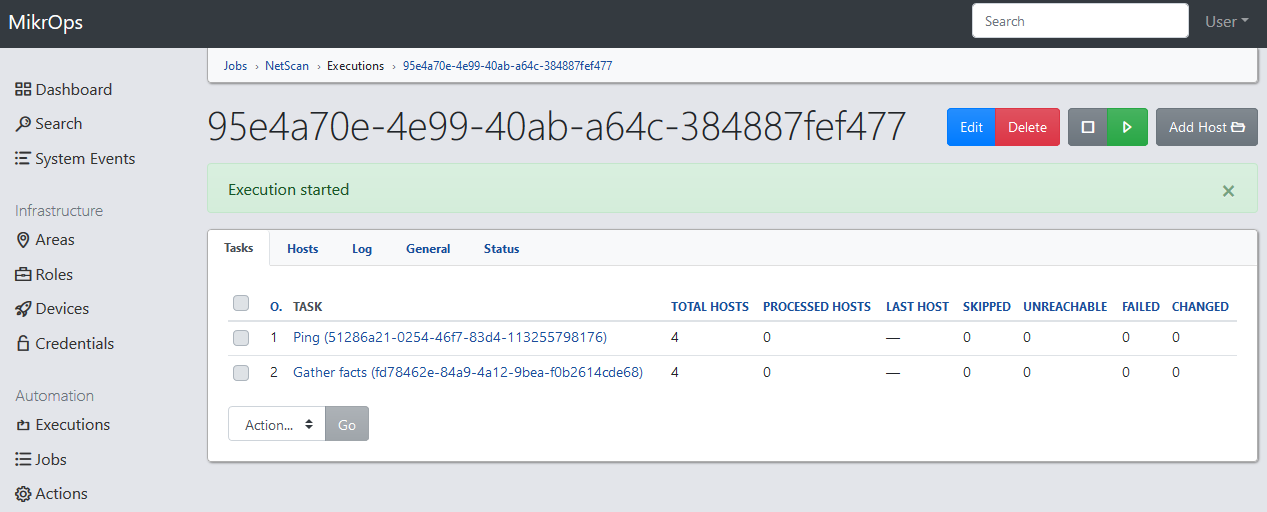 MikrOps
Search
User
Jobs › NetScan › Executions › 95e4a70e-4e99-40ab-a64c-384887fef477
Dashboard
Search
System Events
Infrastructure
Areas
Roles
Devices
Credentials
Automation
Executions
Jobs
Actions
95e4a70e-4e99-40ab-a64c-384887fef477
Edit Delete Add Host
Execution started ×
Tasks Hosts Log General Status
O. TASK TOTAL HOSTS PROCESSED HOSTS LAST HOST SKIPPED UNREACHABLE FAILED CHANGED
1 Ping (51286a21-0254-46f7-83d4-113255798176) 4 0 — 0 0 0 0
2 Gather facts (fd78462e-84a9-4a12-9bea-f0b2614cde68) 4 0 — 0 0 0 0
Action... Go